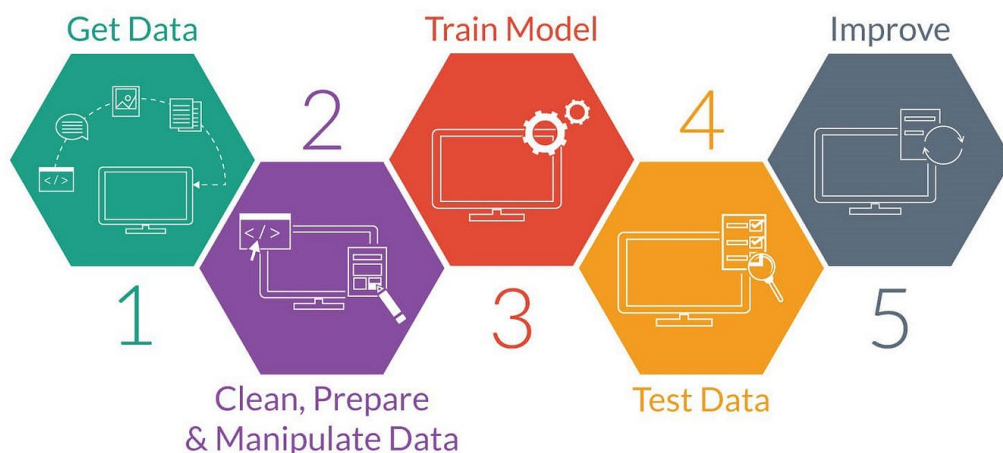 Get Data
1
2
Clean, Prepare
& Manipulate Data
Train Model
3
4
Test Data
Improve
5
</>
</>